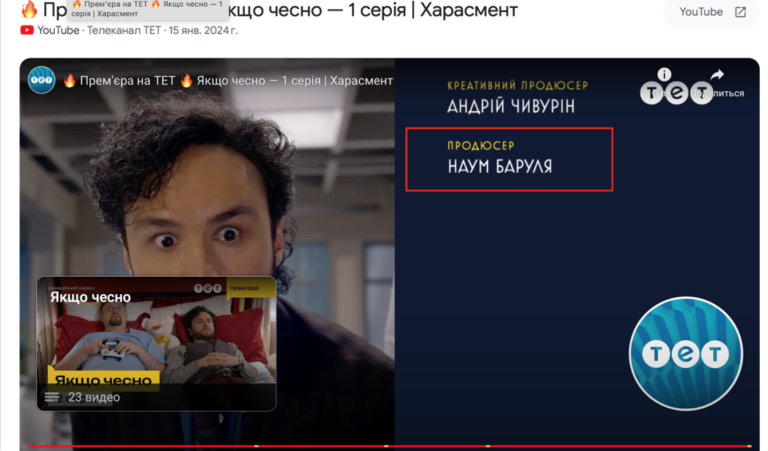 🔥 Пр
🔥 Прем'єра на ТЕТ 🔥 Якщо чесно — 1
серія | Харасмент
кщо чесно — 1 серія | Харасмент
YouTube
YouTube · Телеканал ТЕТ · 15 янв. 2024 г.
тет
🔥 Прем'єра на ТЕТ 🔥 Якщо чесно — 1 серія | Харасмент
КРЕАТИВНИЙ ПРОДЮСЕР
АНДРІЙ ЧИВУРІН
тет
ПРОДЮСЕР
НАУМ БАРУЛЯ
Якщо чесно
тет
прем'єра
Якщо чесно
23 видео
тет